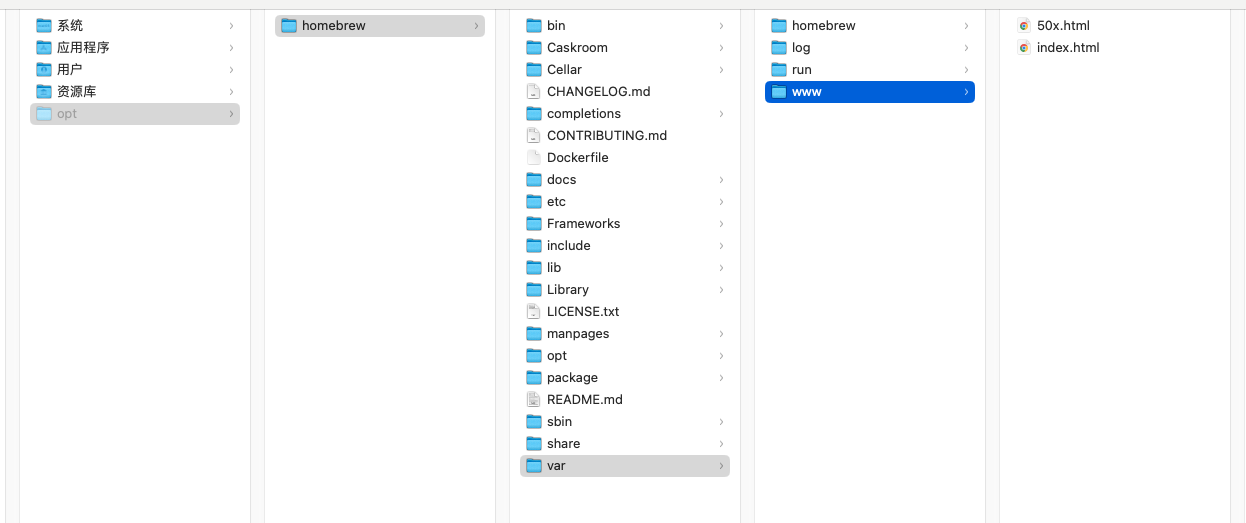 系统
应用程序
用户
资源库
opt
homebrew
bin
Caskroom
Cellar
CHANGELOG.md
completions
CONTRIBUTING.md
Dockerfile
docs
etc
Frameworks
include
lib
Library
LICENSE.txt
manpages
opt
package
README.md
sbin
share
var
homebrew
log
run
www
50x.html
index.html